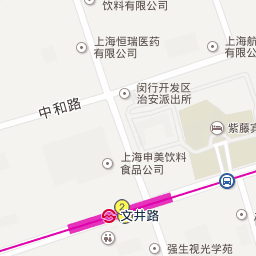 饮料有限公司
上海恒瑞医药
有限公司
上海航
有限
闵行开发区
治安派出所
中和路
紫藤宾
上海申美饮料
食品公司
2
文井路
强生视光学苑